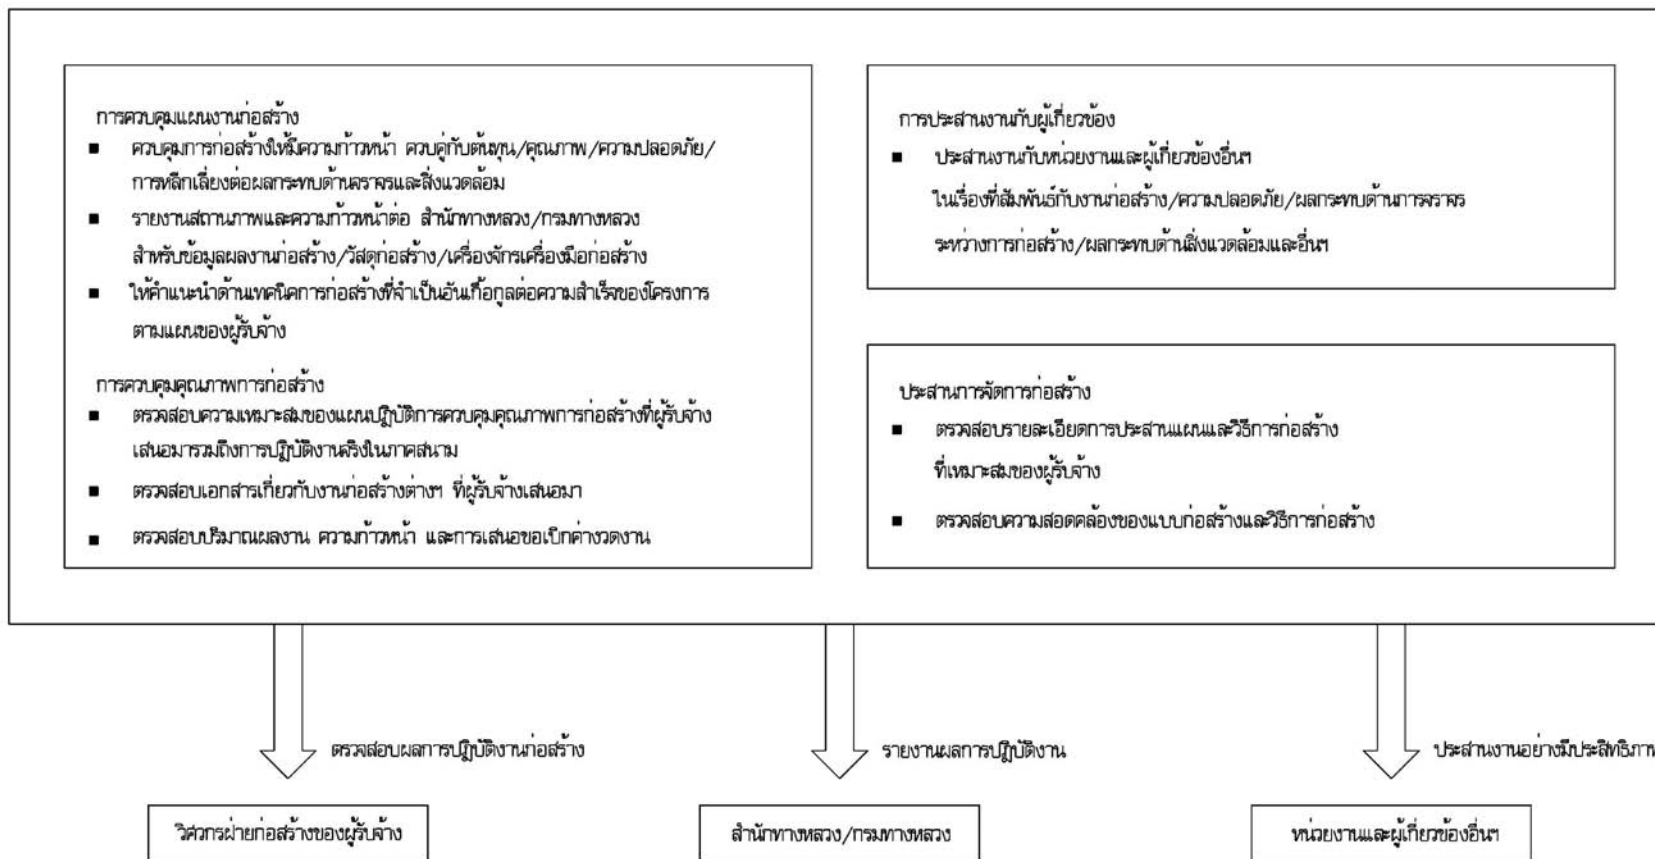 การควบคุมแผนงานก่อสร้าง
■ ควบคุมการก่อสร้างให้มีความก้าวหน้า ควบคู่กับต้นทุน/คุณภาพ/ความปลอดภัย/
การหลีกเลี่ยงต่อผลกระทบด้านจราจรและสิ่งแวดล้อม
■ รายงานสถานภาพและความก้าวหน้าต่อ สำนักทางหลวง/กรมทางหลวง
สำหรับข้อมูลผลงานก่อสร้าง/วัสดุก่อสร้าง/เครื่องจักรเครื่องมือก่อสร้าง
■ ให้คำแนะนำด้านเทคนิคการก่อสร้างที่จำเป็นอันเกื้อกูลต่อความสำเร็จของโครงการ
ตามแผนของผู้รับจ้าง
การควบคุมคุณภาพการก่อสร้าง
■ ตรวจสอบความเหมาะสมของแผนปฏิบัติการควบคุมคุณภาพการก่อสร้างที่ผู้รับจ้าง
เสนอมารวมถึงการปฏิบัติงานจริงในภาคสนาม
■ ตรวจสอบเอกสารเกี่ยวกับงานก่อสร้างต่างๆ ที่ผู้รับจ้างเสนอมา
■ ตรวจสอบปริมาณผลงาน ความก้าวหน้า และการเสนอขอเบิกค่างวดงาน
การประสานงานกับผู้เกี่ยวข้อง
■ ประสานงานกับหน่วยงานและผู้เกี่ยวข้องอื่นๆ
ในเรื่องที่สัมพันธ์กับงานก่อสร้าง/ความปลอดภัย/ผลกระทบด้านการจราจร
ระหว่างการก่อสร้าง/ผลกระทบด้านสิ่งแวดล้อมและอื่นๆ
ประสานการจัดการก่อสร้าง
■ ตรวจสอบรายละเอียดการประสานแผนและวิธีการก่อสร้าง
ที่เหมาะสมของผู้รับจ้าง
■ ตรวจสอบความสอดคล้องของแบบก่อสร้างและวิธีการก่อสร้าง
ตรวจสอบผลการปฏิบัติงานก่อสร้าง
รายงานผลการปฏิบัติงาน
ประสานงานอย่างมีประสิทธิภาพ
วิศวกรฝ่ายก่อสร้างของผู้รับจ้าง
สำนักทางหลวง/กรมทางหลวง
หน่วยงานและผู้เกี่ยวข้องอื่นๆ